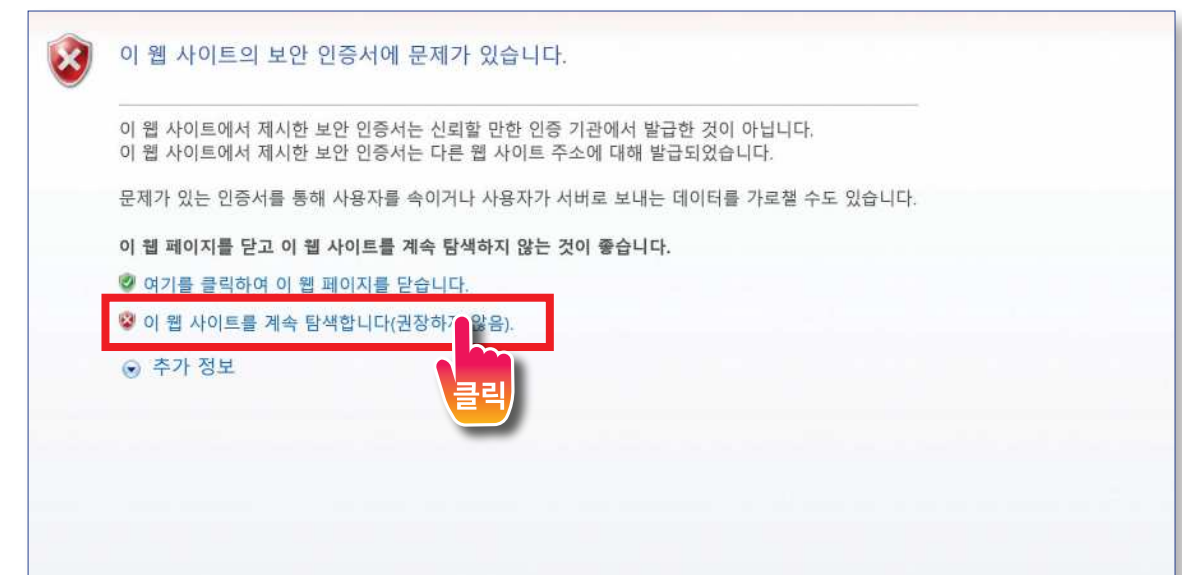 이 웹 사이트의 보안 인증서에 문제가 있습니다.
이 웹 사이트에서 제시한 보안 인증서는 신뢰할 만한 인증 기관에서 발급한 것이 아닙니다.
이 웹 사이트에서 제시한 보안 인증서는 다른 웹 사이트 주소에 대해 발급되었습니다.
문제가 있는 인증서를 통해 사용자를 속이거나 사용자가 서버로 보내는 데이터를 가로챌 수도 있습니다.
이 웹 페이지를 닫고 이 웹 사이트를 계속 탐색하지 않는 것이 좋습니다.
여기를 클릭하여 이 웹 페이지를 닫습니다.
이 웹 사이트를 계속 탐색합니다(권장하지 않음).
추가 정보
클릭